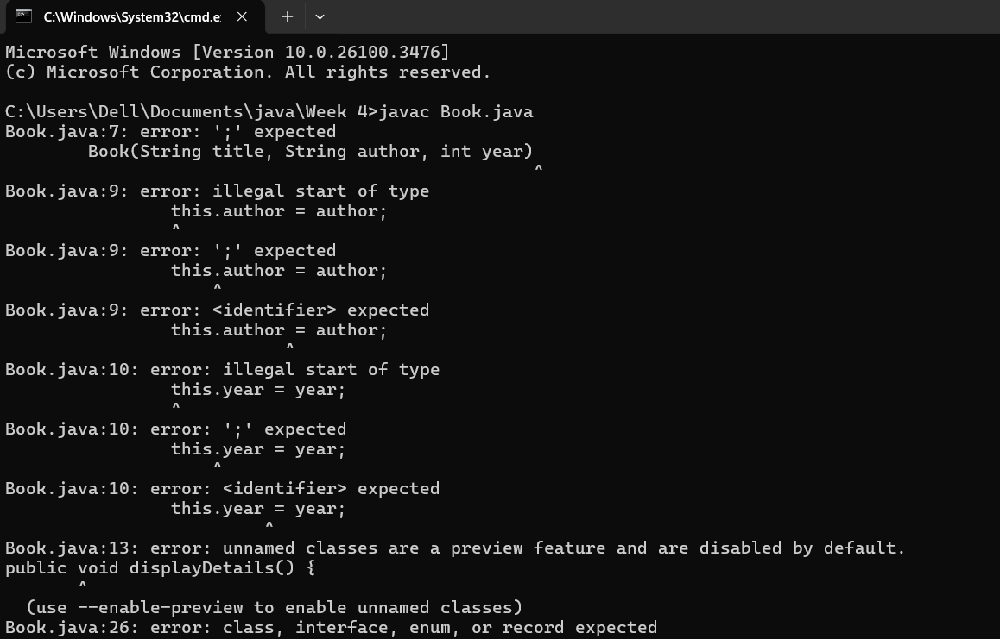 C:\Windows\System32\cmd.e
Microsoft Windows [Version 10.0.26100.3476]
(c) Microsoft Corporation. All rights reserved.
C:\Users\Dell\Documents\java\Week 4>javac Book.java
Book.java:7: error: ';' expected
        Book(String title, String author, int year)
                                                   ^
Book.java:9: error: illegal start of type
                this.author = author;
                ^
Book.java:9: error: ';' expected
                this.author = author;
                    ^
Book.java:9: error: <identifier> expected
                this.author = author;
                           ^
Book.java:10: error: illegal start of type
                this.year = year;
                ^
Book.java:10: error: ';' expected
                this.year = year;
                    ^
Book.java:10: error: <identifier> expected
                this.year = year;
                         ^
Book.java:13: error: unnamed classes are a preview feature and are disabled by default.
public void displayDetails() {
       ^
  (use --enable-preview to enable unnamed classes)
Book.java:26: error: class, interface, enum, or record expected